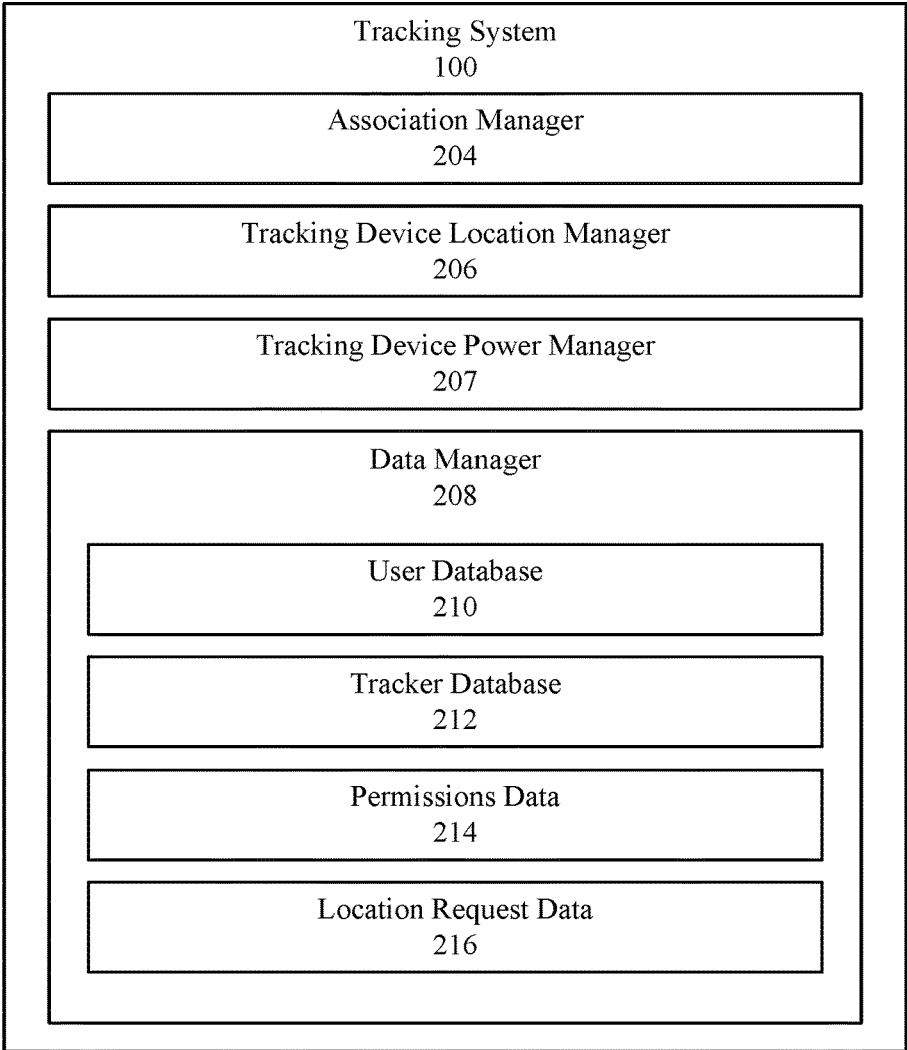 Tracking System
100
Association Manager
204
Tracking Device Location Manager
206
Tracking Device Power Manager
207
Data Manager
208
User Database
210
Tracker Database
212
Permissions Data
214
Location Request Data
216